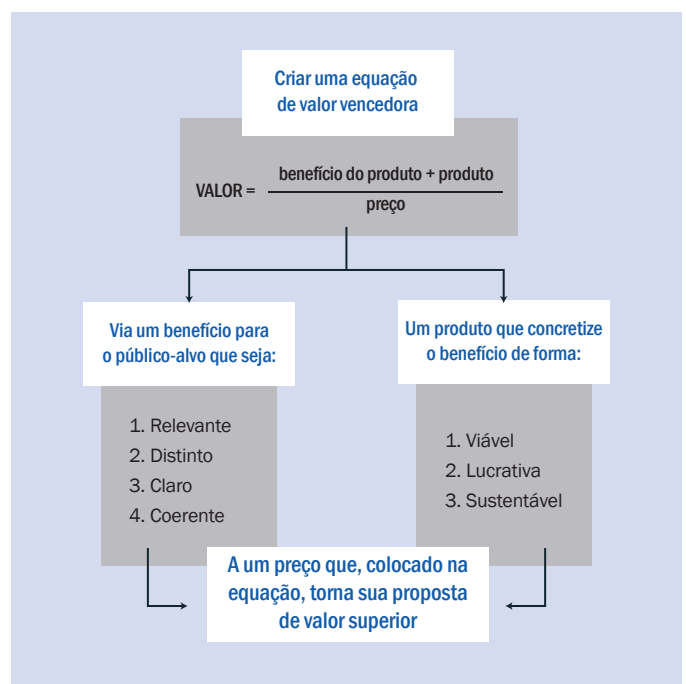 Criar uma equação
de valor vencedora
VALOR =
benefício do produto + produto
preço
Via um benefício para
o público-alvo que seja:
1. Relevante
2. Distinto
3. Claro
4. Coerente
Um produto que concretize
o benefício de forma:
1. Viável
2. Lucrativa
3. Sustentável
A um preço que, colocado na
equação, torna sua proposta
de valor superior